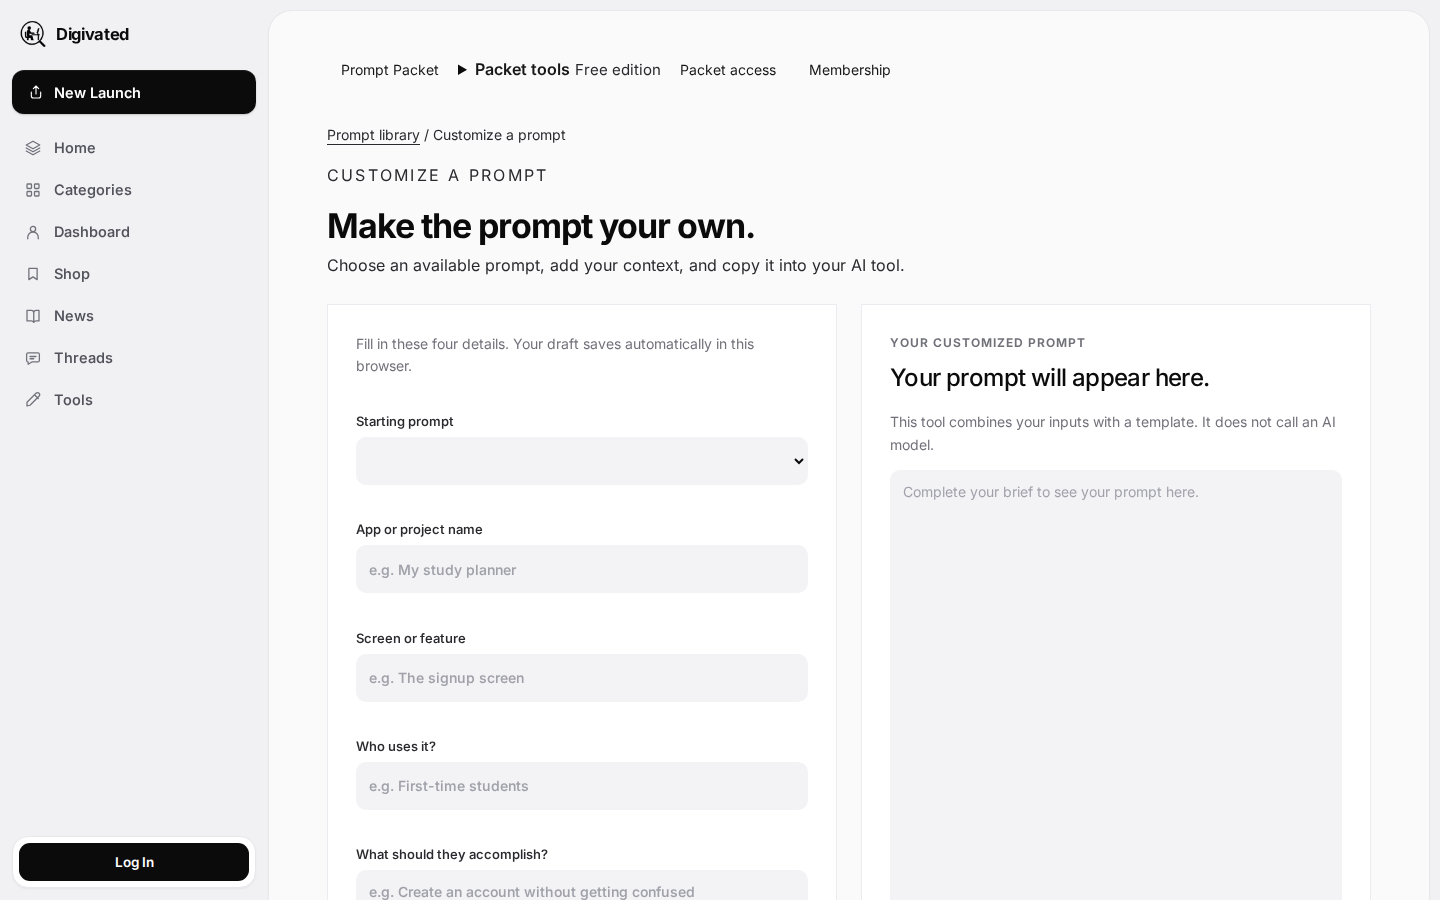 Digivated
New Launch
Home
Categories
Dashboard
Shop
News
Threads
Tools
Log In
Prompt Packet
Packet tools Free edition
Packet access
Membership
Prompt library / Customize a prompt
CUSTOMIZE A PROMPT
Make the prompt your own.
Choose an available prompt, add your context, and copy it into your AI tool.
Fill in these four details. Your draft saves automatically in this
browser.
Starting prompt
App or project name
e.g. My study planner
Screen or feature
e.g. The signup screen
Who uses it?
e.g. First-time students
What should they accomplish?
e.g. Create an account without getting confused
YOUR CUSTOMIZED PROMPT
Your prompt will appear here.
This tool combines your inputs with a template. It does not call an AI
model.
Complete your brief to see your prompt here.